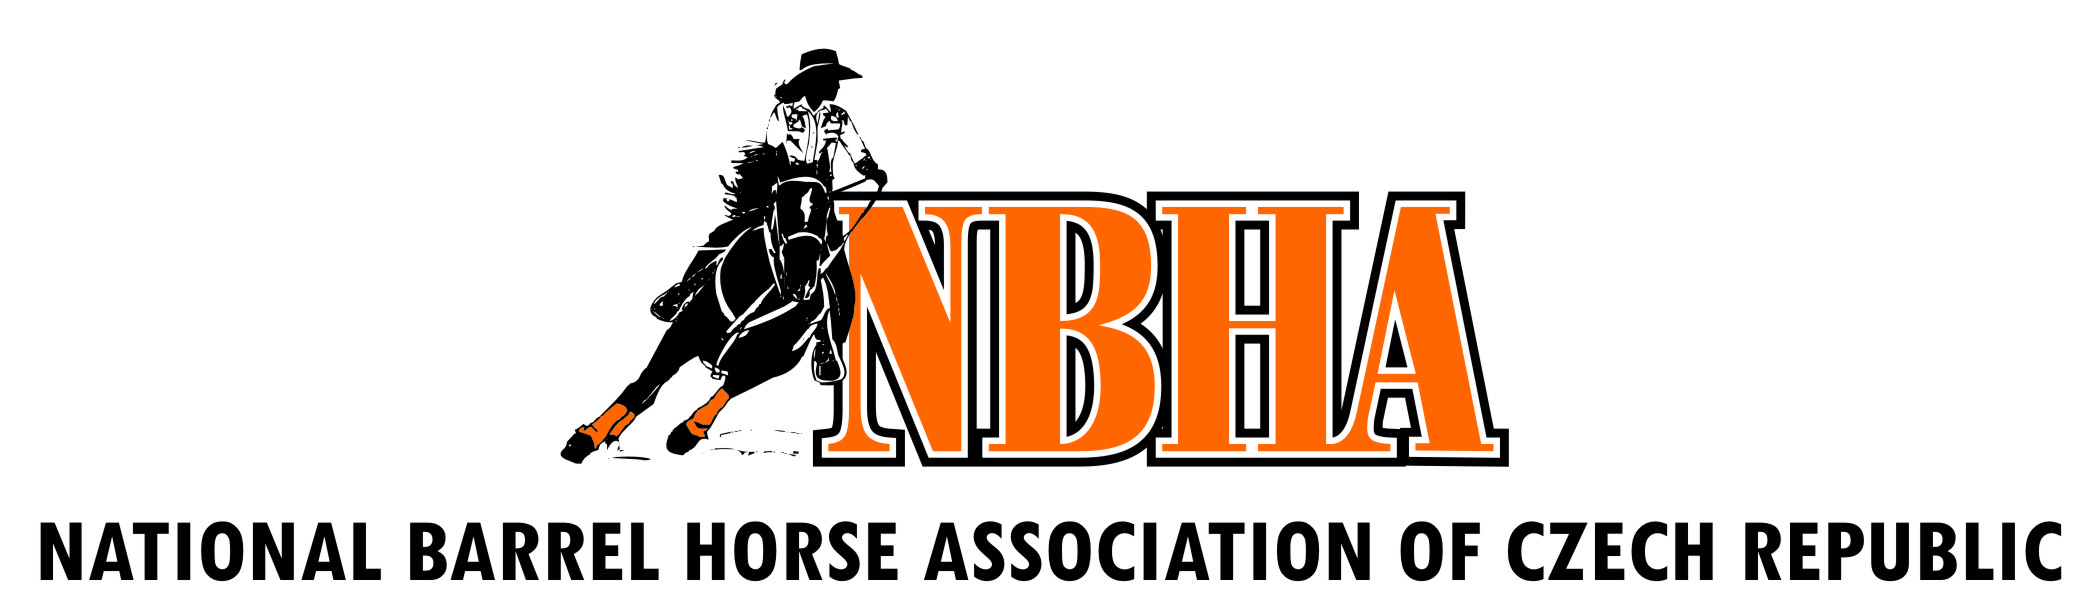 NBHA
NATIONAL BARREL HORSE ASSOCIATION OF CZECH REPUBLIC